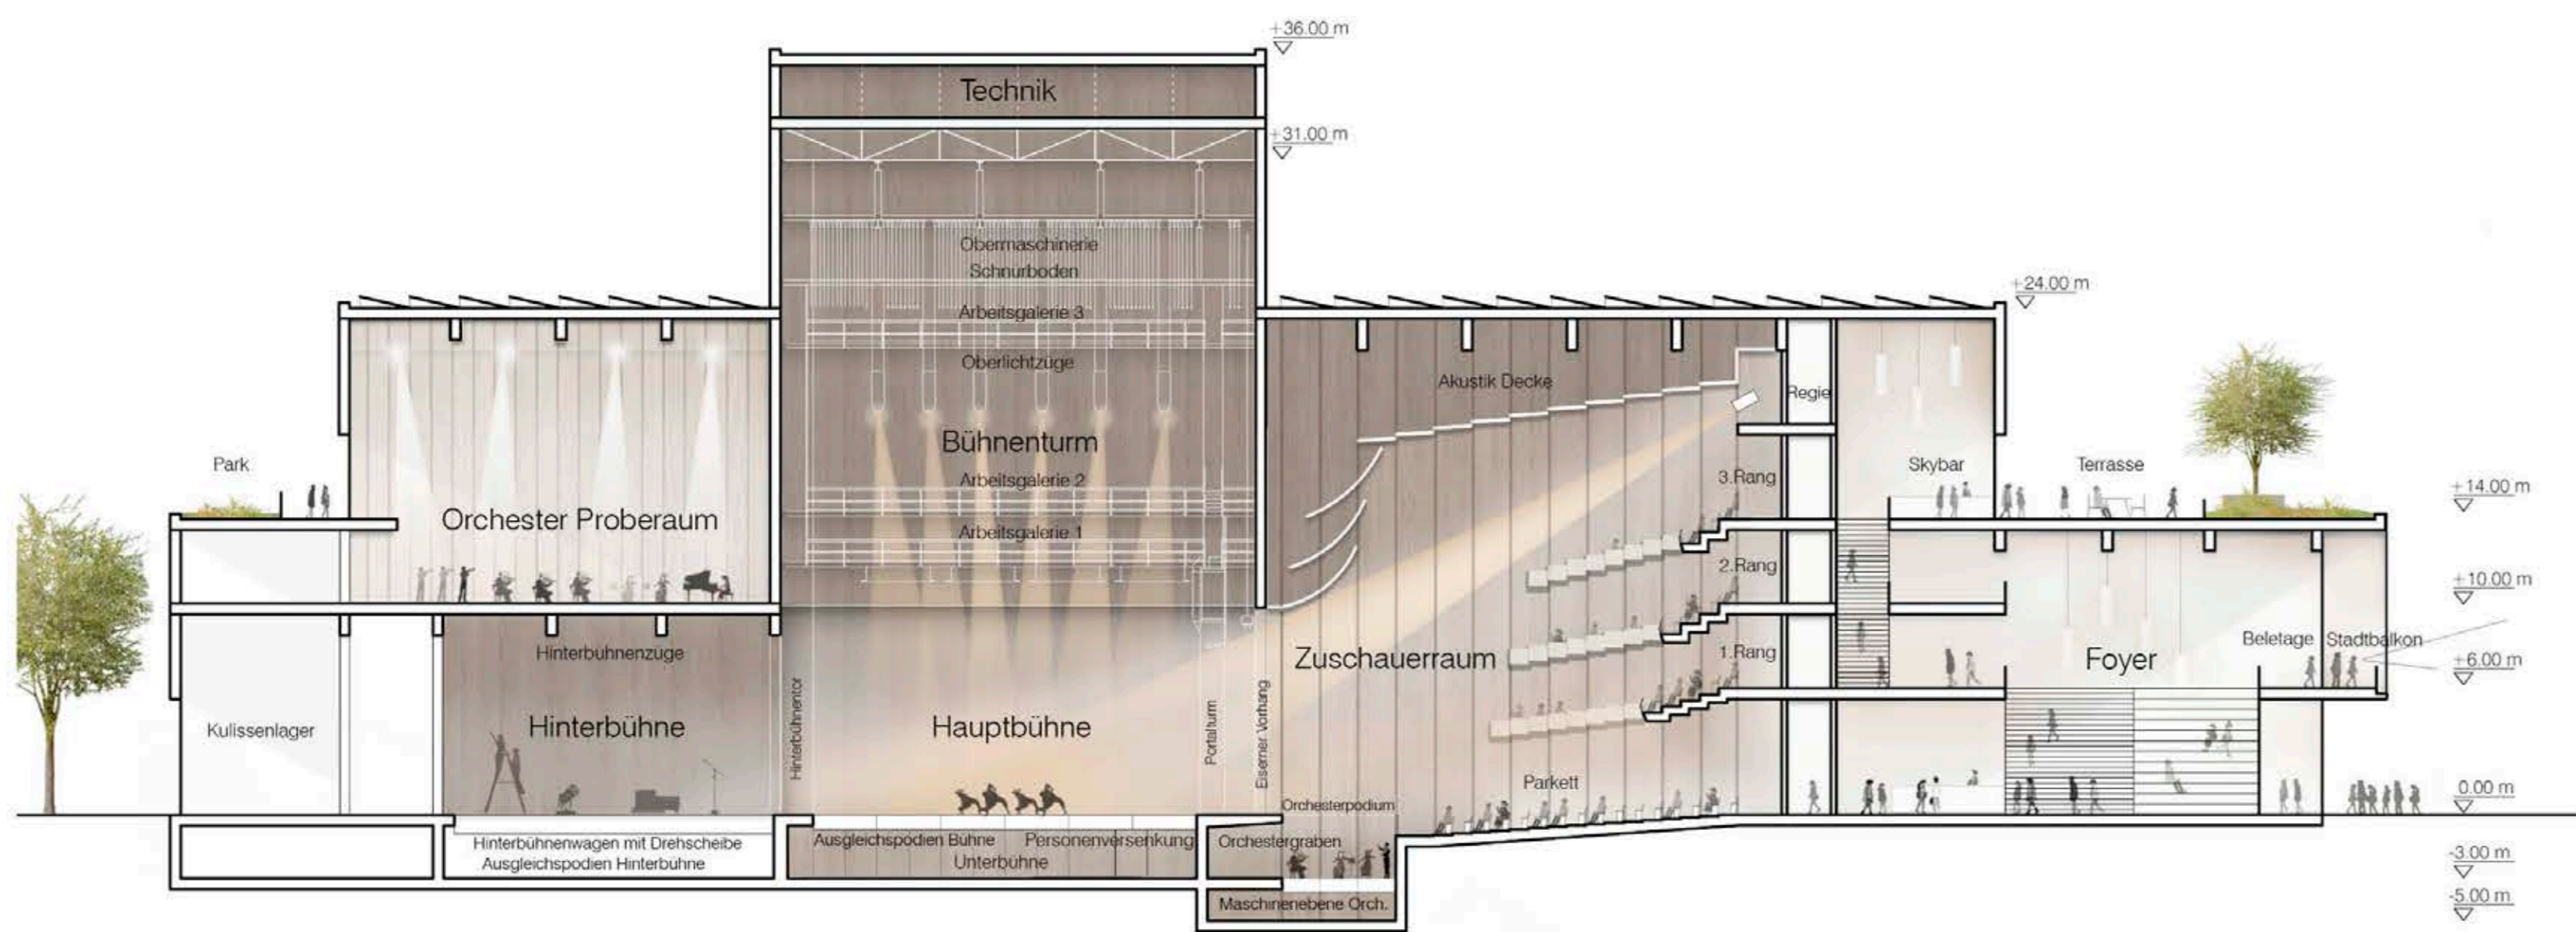 +36.00 m
Technik
+31.00 m
Obermaschinerie
Schnürboden
+24.00 m
Arbeitsgalerie 3
Oberlichtzüge
Akustik Decke
Regie
Bühnenturm
Park
Skybar
Terrasse
3.Rang
Arbeitsgalerie 2
+14.00 m
Orchester Proberaum
Arbeitsgalerie 1
2.Rang
+10.00 m
Hinterbühnenzüge
Zuschauerraum
1.Rang
Foyer
Beletage
Stadtbalkon
+6.00 m
Kulissenlager
Hinterbühne
Hinterbühnentor
Hauptbühne
Portalturm
Eiserner Vorhang
Parkett
0.00 m
Orchesterpodium
Hinterbühnenwagen mit Drehscheibe
Ausgleichspodien Hinterbühne
Ausgleichspodien Bühne
Personenversenkung
Unterbühne
Orchestergraben
-3.00 m
Maschinenebene Orch.
-5.00 m